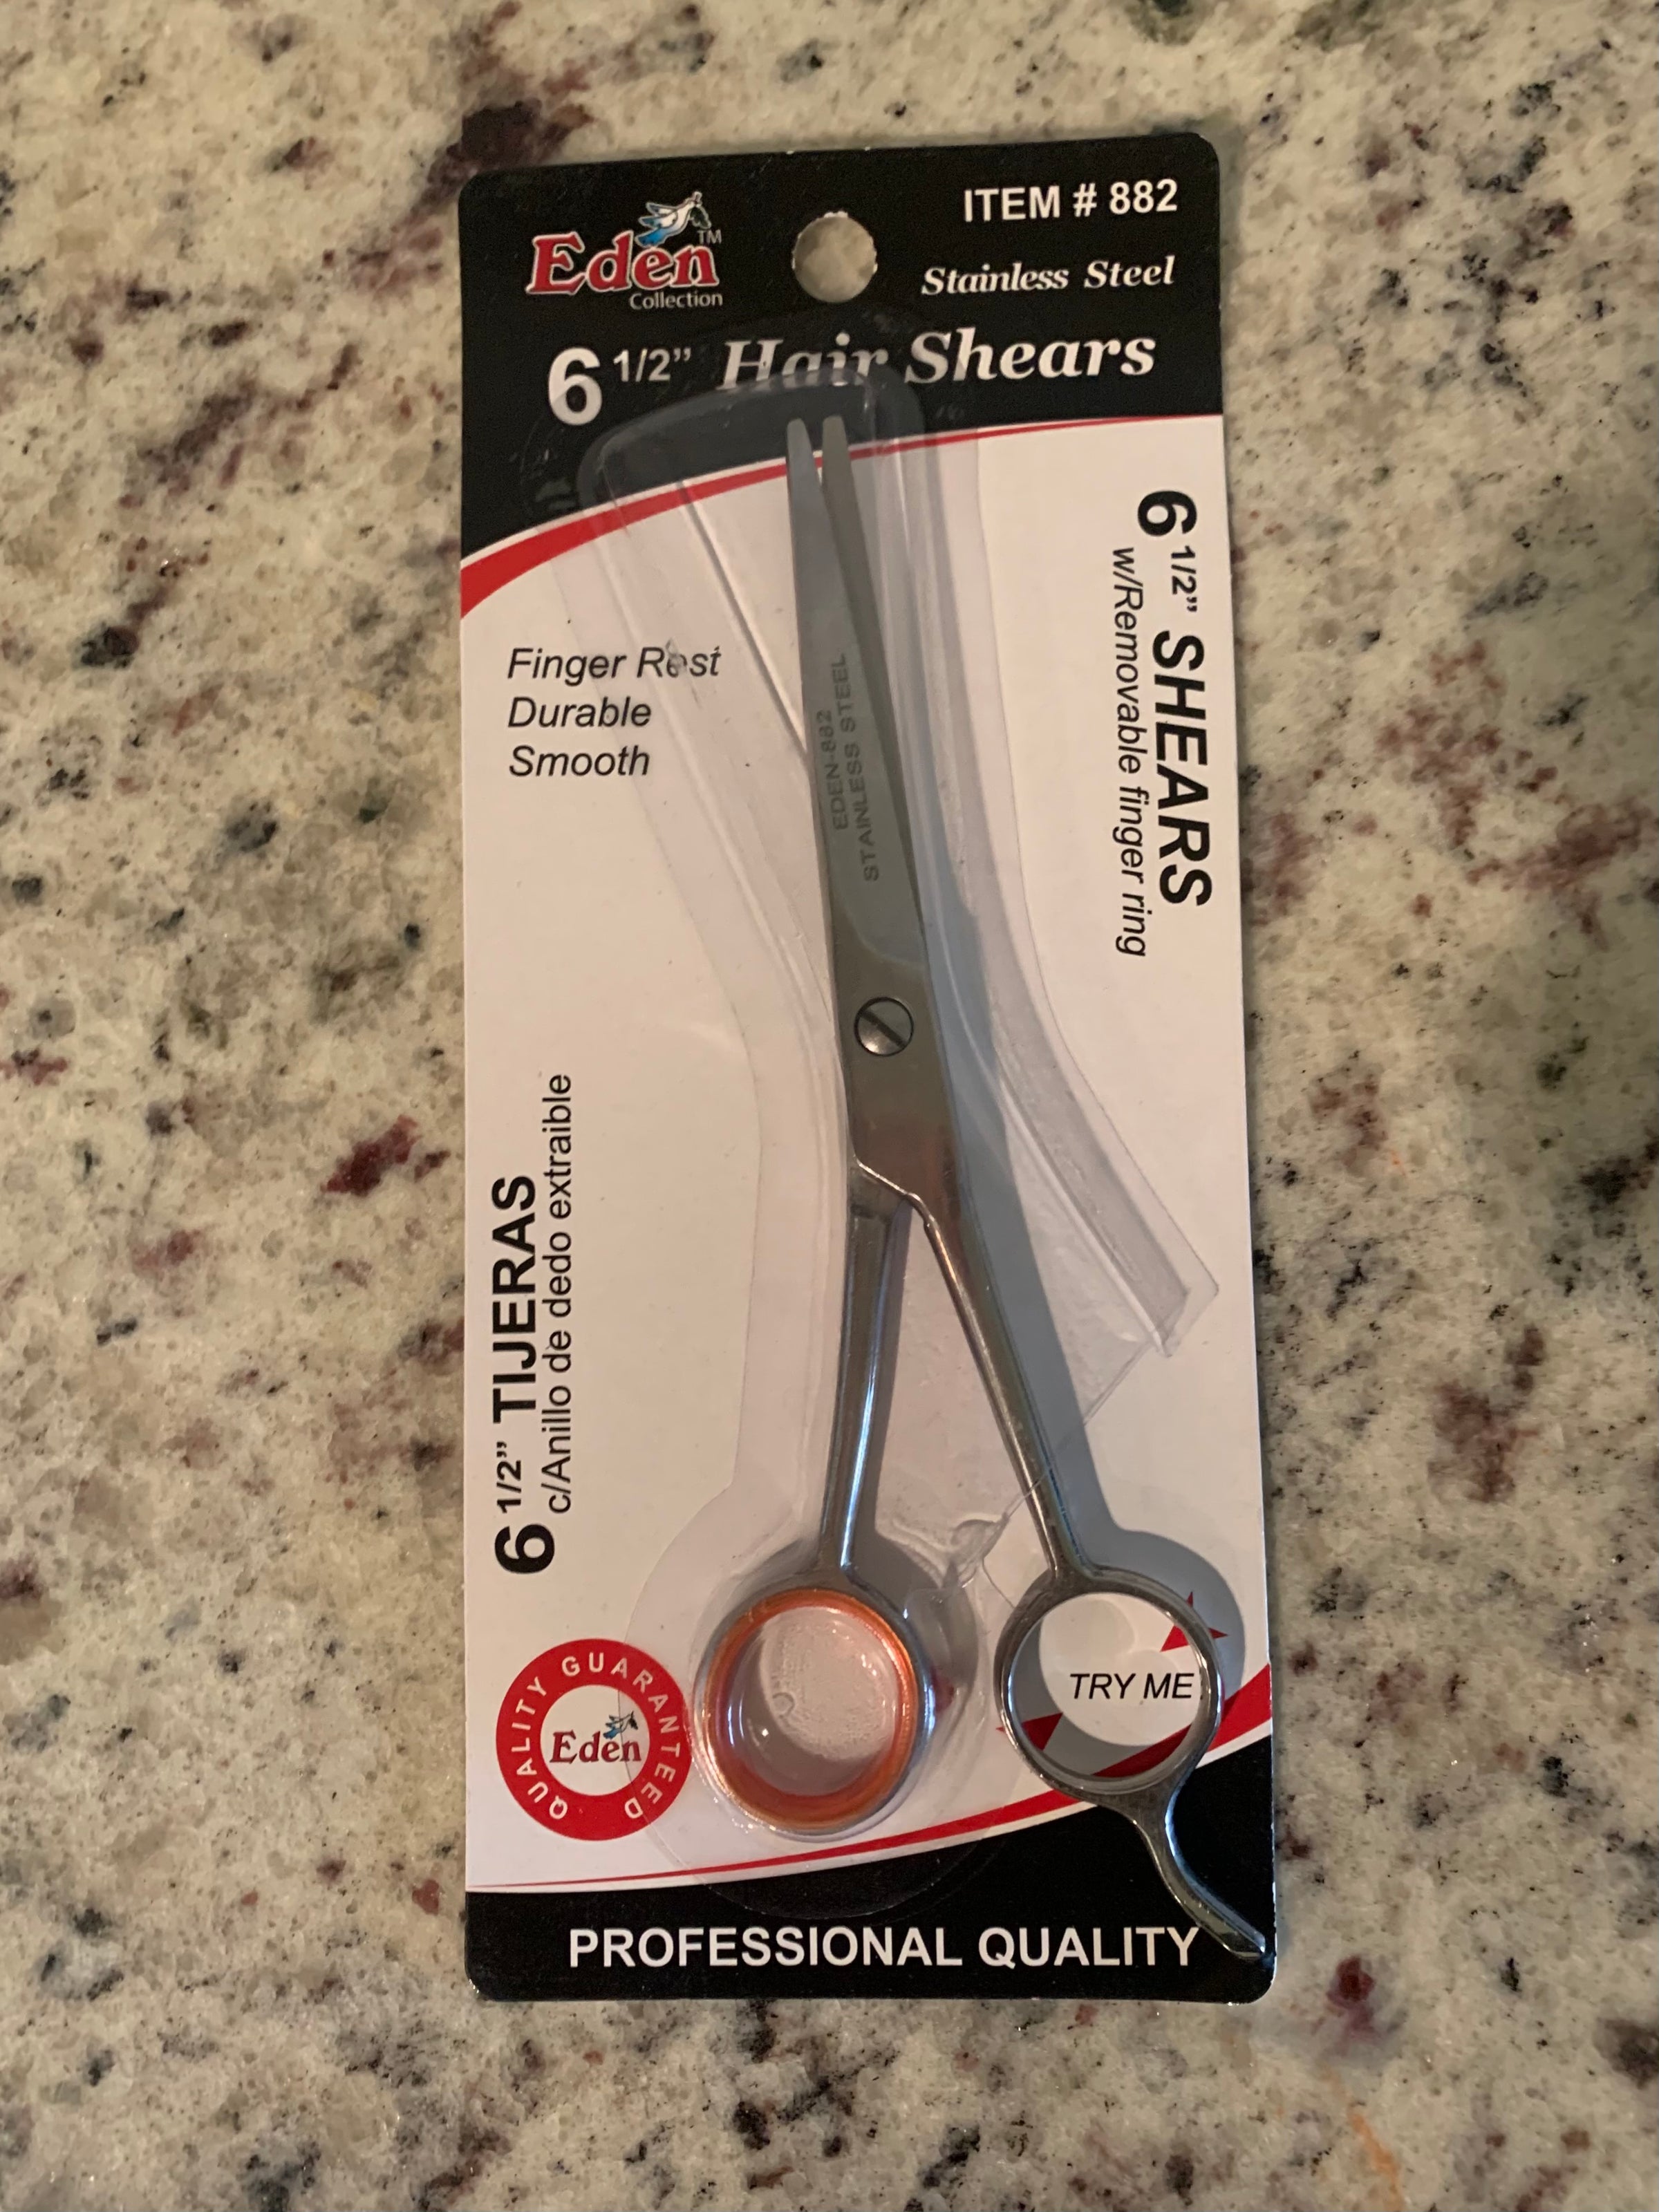 Eden™
Collection
ITEM # 882
Stainless Steel
6 1/2” Hair Shears
Finger Rest
Durable
Smooth
6 1/2” SHEARS
w/Removable finger ring
EDEN-882
STAINLESS STEEL
6 1/2” TIJERAS
c/Anillo de dedo extraible
QUALITY GUARANTEED
Eden
TRY ME
PROFESSIONAL QUALITY